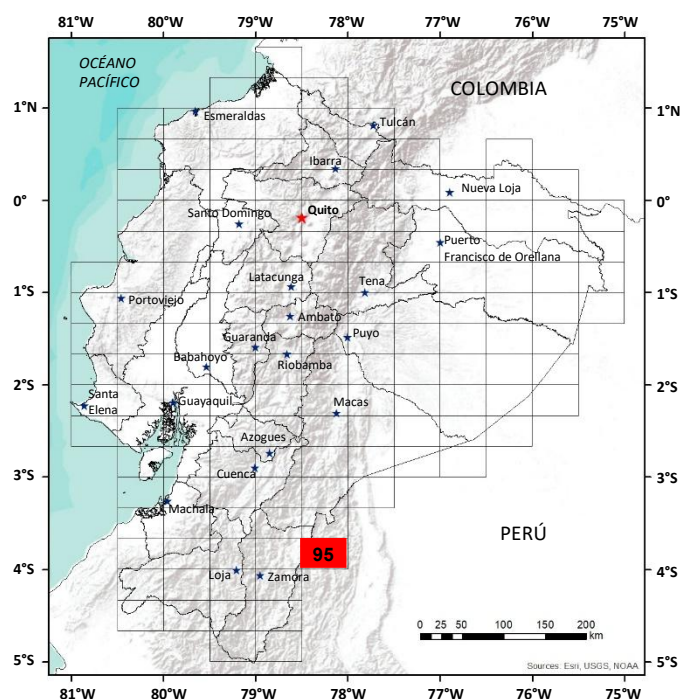 81°W 80°W 79°W 78°W 77°W 76°W 75°W
OCÉANO
PACÍFICO
COLOMBIA
1°N
1°N
Esmeraldas
Tulcán
Ibarra
Nueva Loja
0°
0°
Santo Domingo
Quito
Puerto
Francisco de Orellana
Latacunga
Tena
1°S
1°S
Portoviejo
Ambato
Guaranda
Puyo
Babahoyo
Riobamba
2°S
2°S
Santa
Elena
Guayaquil
Macas
Azogues
Cuenca
3°S
3°S
Machala
PERÚ
95
4°S
4°S
Loja
Zamora
0 25 50 100 150 200
km
Sources: Esri, USGS, NOAA
5°S
5°S
81°W 80°W 79°W 78°W 77°W 76°W 75°W